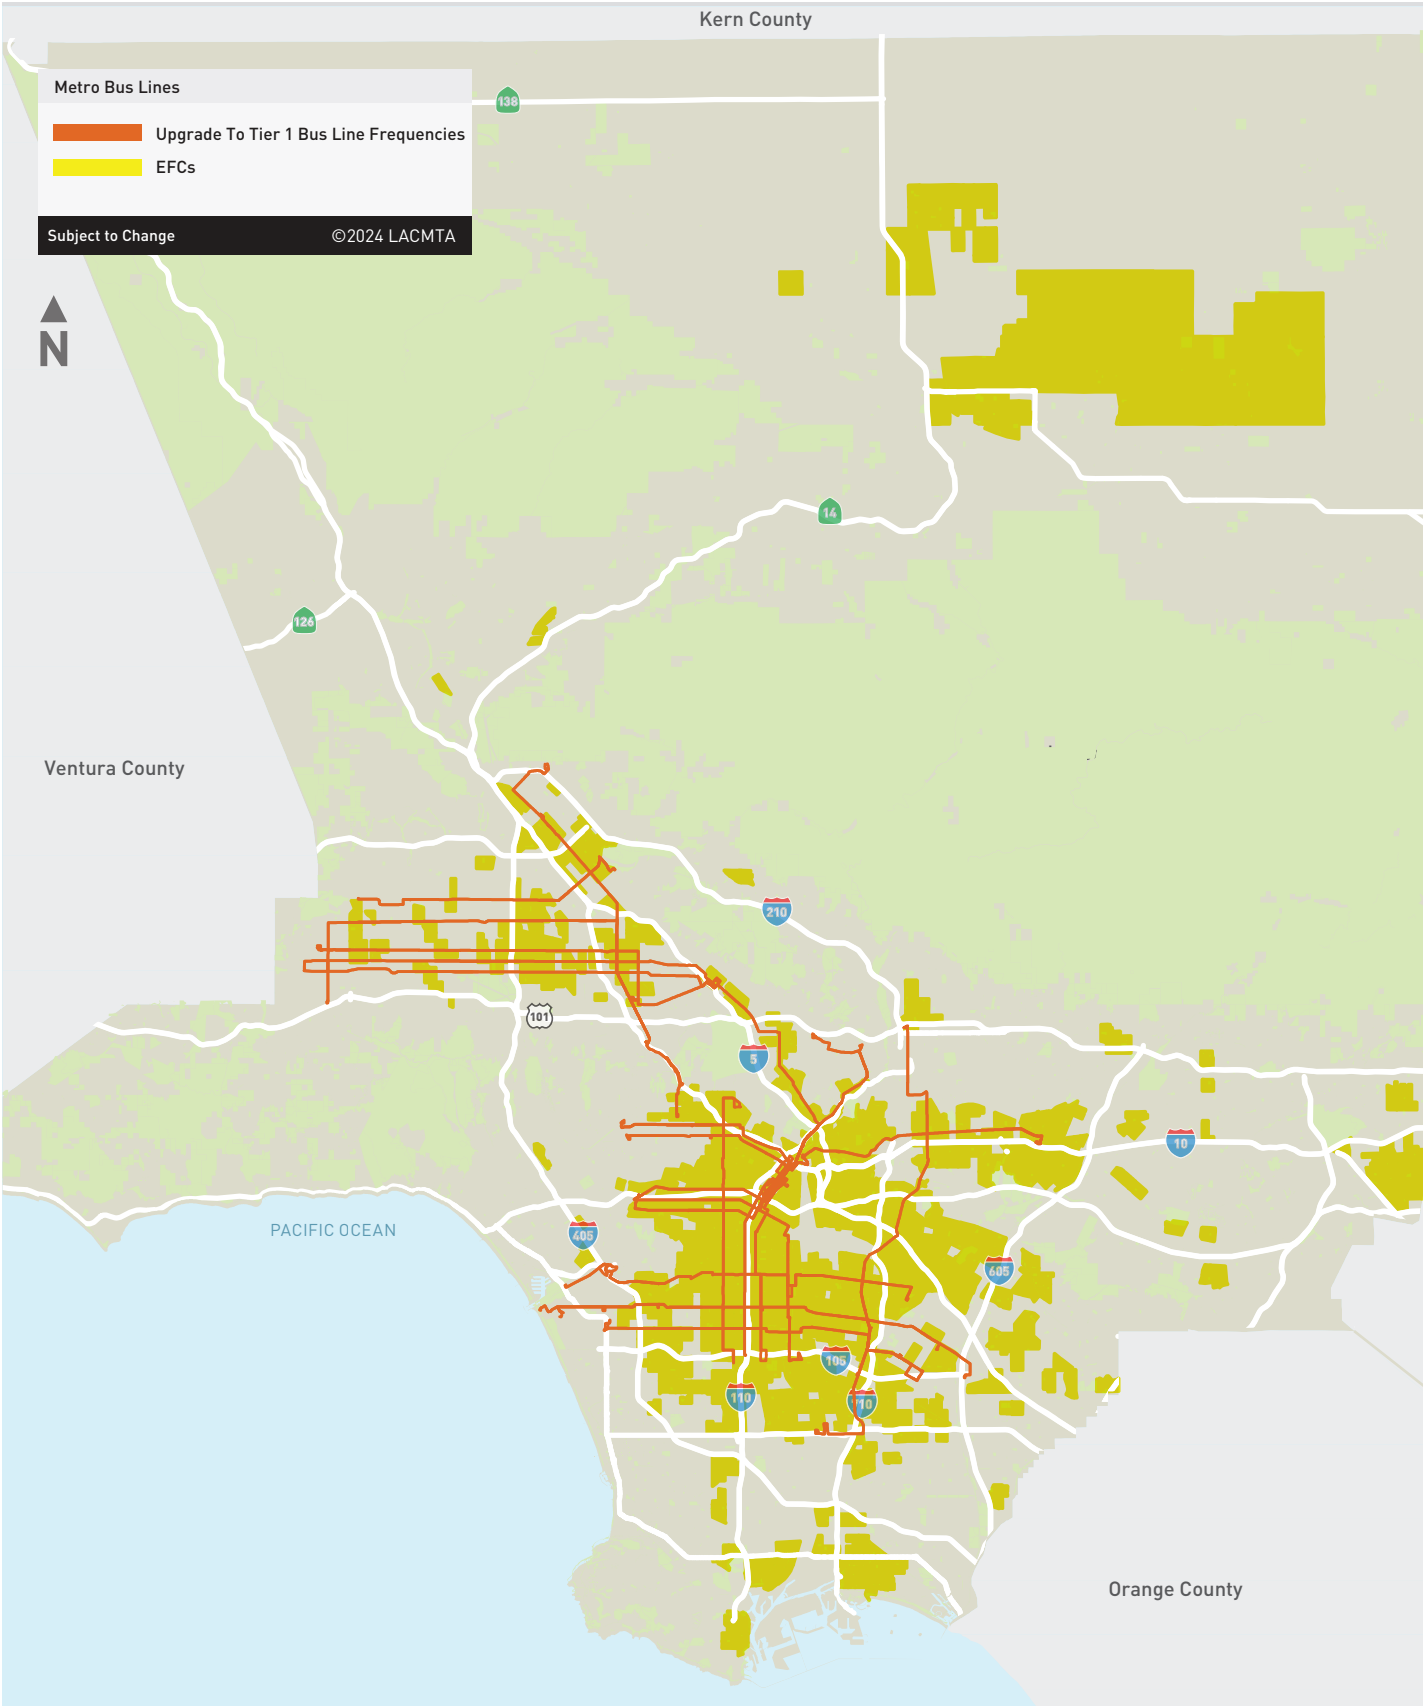 Kern County
Metro Bus Lines
138
Upgrade To Tier 1 Bus Line Frequencies
EFCs
Subject to Change
©2024 LACMTA
N
14
126
Ventura County
210
101
5
10
PACIFIC OCEAN
405
605
105
110
710
Orange County